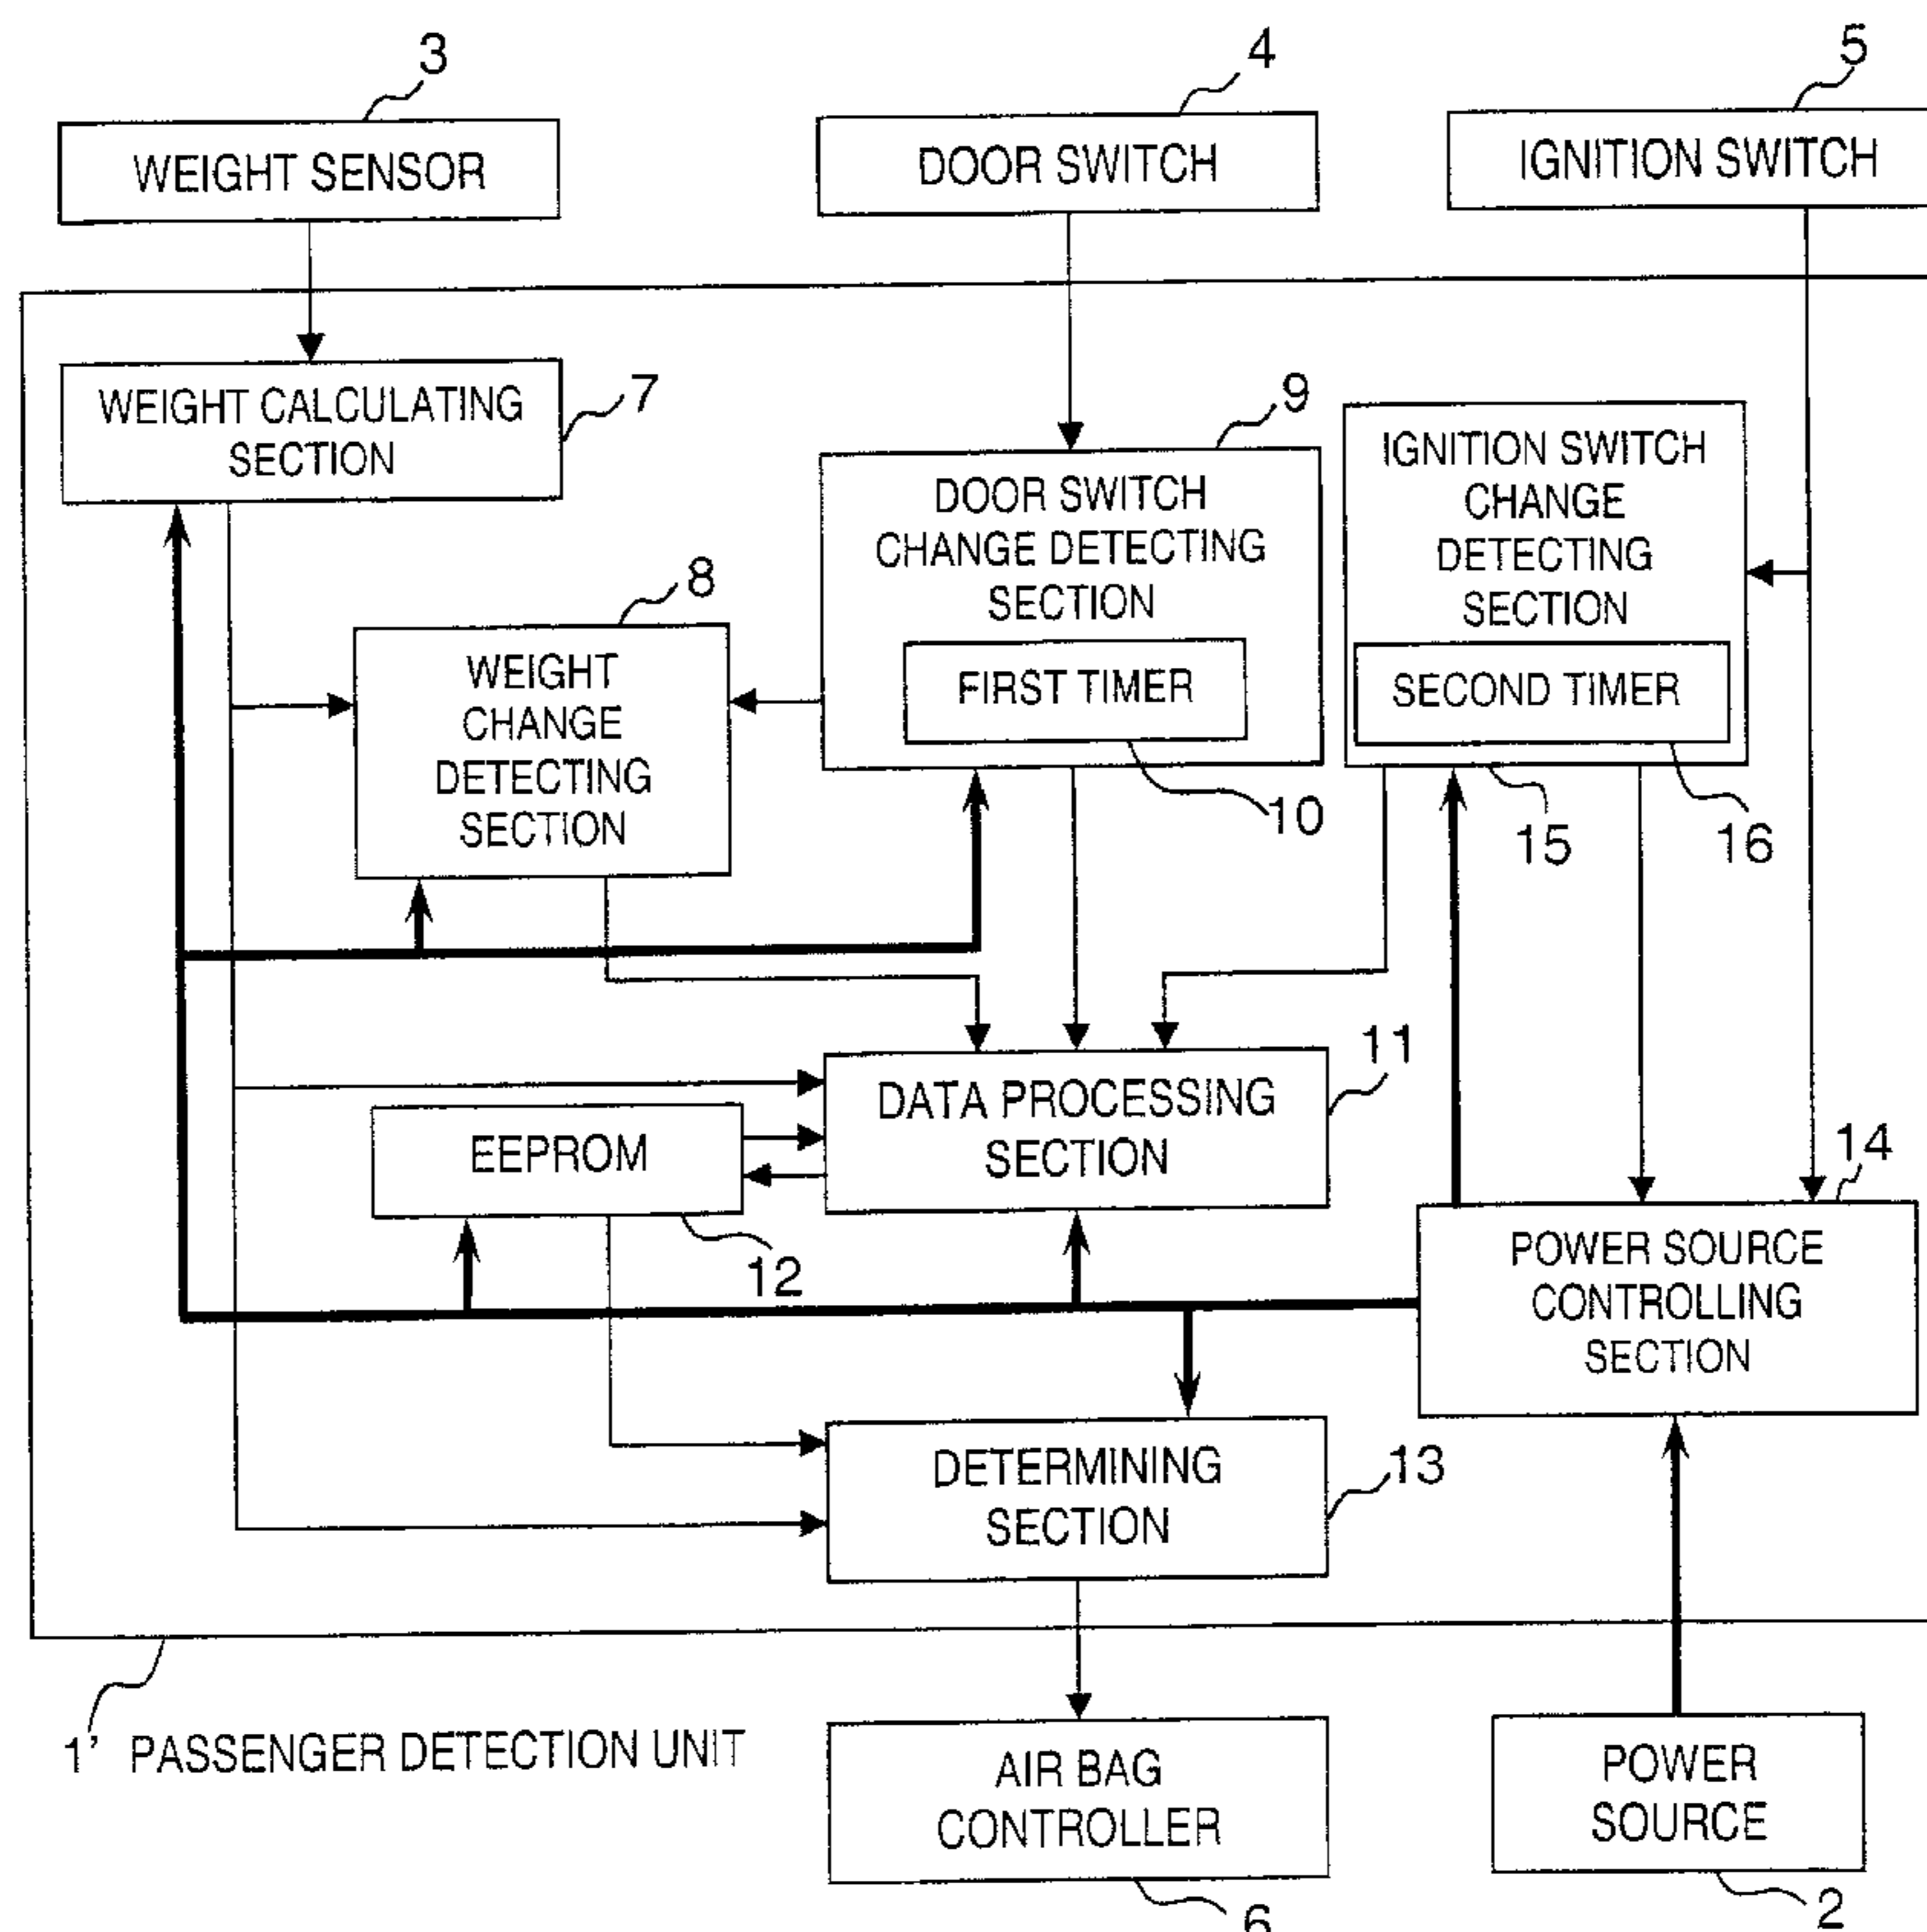 3
4
5
WEIGHT SENSOR
DOOR SWITCH
IGNITION SWITCH
WEIGHT CALCULATING
SECTION
7
9
DOOR SWITCH
CHANGE DETECTING
SECTION
FIRST TIMER
10
IGNITION SWITCH
CHANGE
DETECTING
SECTION
SECOND TIMER
15
16
8
WEIGHT
CHANGE
DETECTING
SECTION
11
DATA PROCESSING
SECTION
EEPROM
12
14
POWER SOURCE
CONTROLLING
SECTION
DETERMINING
SECTION
13
1' PASSENGER DETECTION UNIT
AIR BAG
CONTROLLER
6
POWER
SOURCE
2